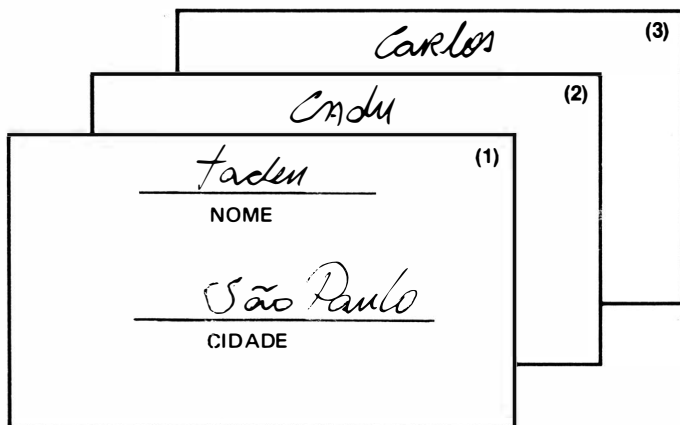 (3)
Carlos
(2)
Cadu
(1)
Tadeu
NOME
São Paulo
CIDADE